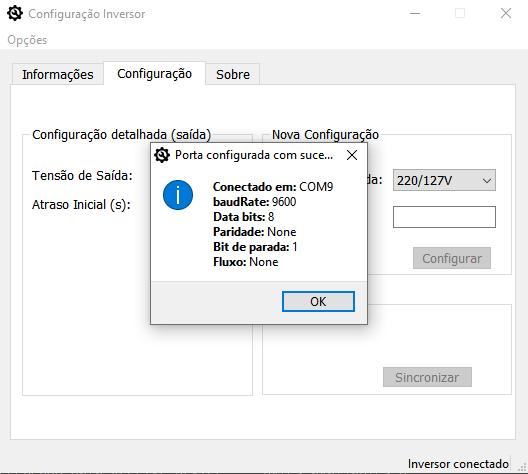 Configuração Inversor
Opções
Informações
Configuração
Sobre
Configuração detalhada (saída)
Nova Configuração
Tensão de Saída:
220/127V
Atraso Inicial (s):
Configurar
Sincronizar
Porta configurada com suce...
Conectado em: COM9
baudRate: 9600
Data bits: 8
Paridade: None
Bit de parada: 1
Fluxo: None
OK
Inversor conectado